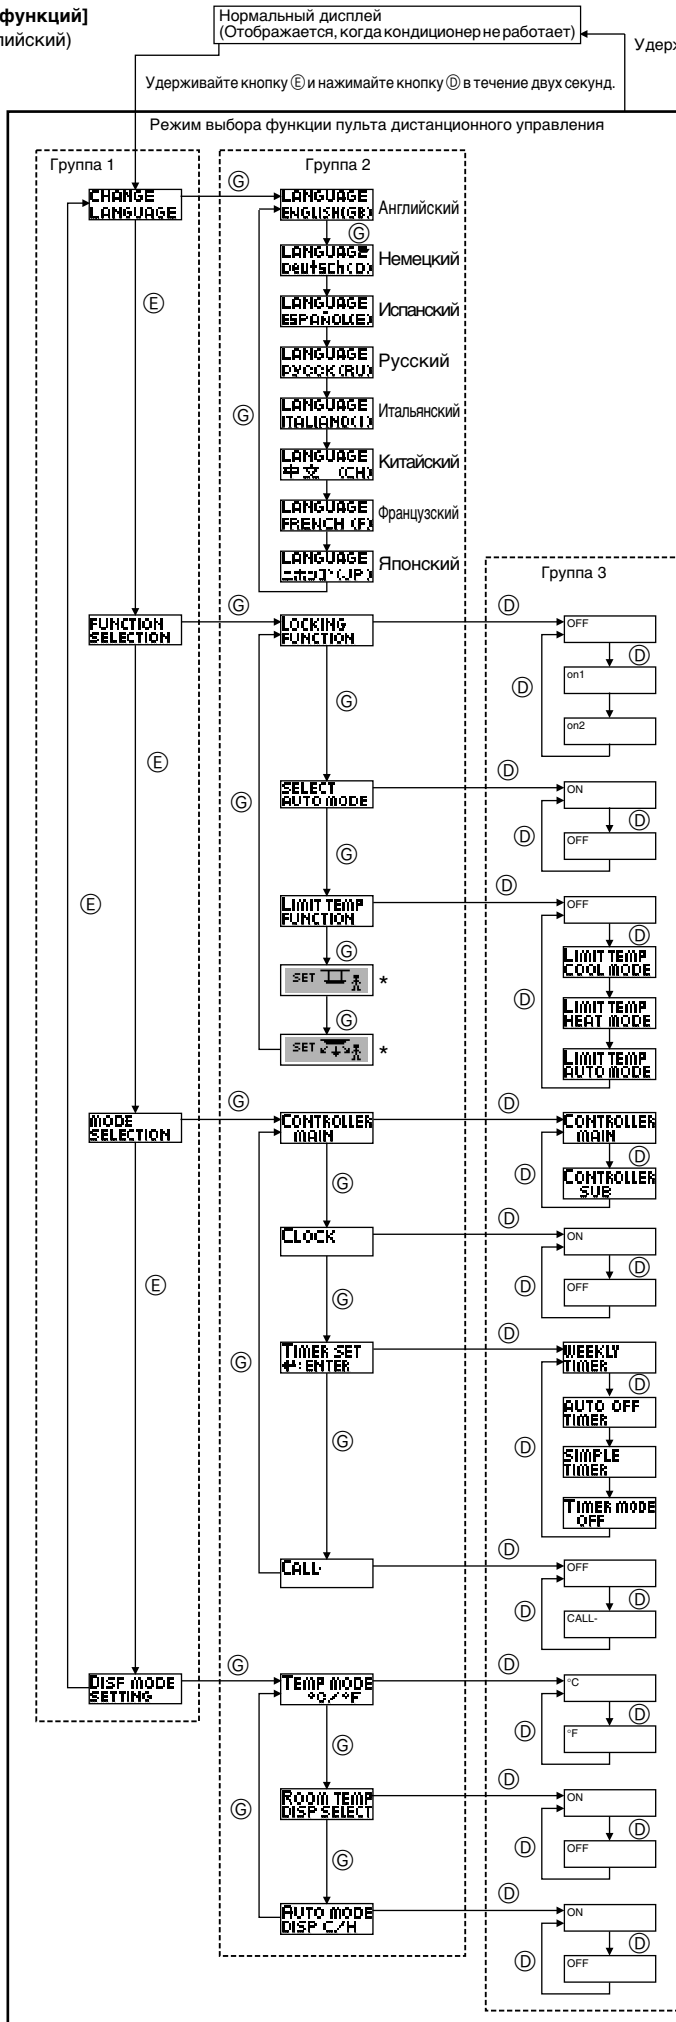 функций]
лийский)
Нормальный дисплей
(Отображается, когда кондиционер не работает)
Удерж
Удерживайте кнопку Ⓔ и нажимайте кнопку Ⓓ в течение двух секунд.
Режим выбора функции пульта дистанционного управления
Группа 1
Группа 2
CHANGE
LANGUAGE
Ⓖ
LANGUAGE
ENGLISH(GB)
Английский
Ⓖ
LANGUAGE
Deutsch(D)
Немецкий
Ⓔ
LANGUAGE
ESPAÑOL(E)
Испанский
LANGUAGE
РУССК(RU)
Русский
Ⓖ
LANGUAGE
ITALIANO(I)
Итальянский
LANGUAGE
中文 (CH)
Китайский
LANGUAGE
FRENCH (F)
Французский
LANGUAGE
ニホンゴ(JP)
Японский
Группа 3
FUNCTION
SELECTION
Ⓖ
LOCKING
FUNCTION
Ⓓ
OFF
Ⓓ
on1
Ⓓ
on2
Ⓖ
Ⓔ
Ⓖ
SELECT
AUTO MODE
Ⓓ
ON
Ⓓ
OFF
Ⓓ
Ⓖ
Ⓔ
LIMIT TEMP
FUNCTION
Ⓓ
OFF
Ⓓ
LIMIT TEMP
COOL MODE
Ⓓ
LIMIT TEMP
HEAT MODE
LIMIT TEMP
AUTO MODE
Ⓖ
SET *
Ⓖ
SET *
MODE
SELECTION
Ⓖ
CONTROLLER
MAIN
Ⓓ
CONTROLLER
MAIN
Ⓓ
CONTROLLER
SUB
Ⓓ
Ⓖ
CLOCK
Ⓓ
ON
Ⓓ
OFF
Ⓓ
Ⓔ
Ⓖ
Ⓖ
TIMER SET
↵:ENTER
Ⓓ
WEEKLY
TIMER
Ⓓ
AUTO OFF
TIMER
Ⓓ
SIMPLE
TIMER
TIMER MODE
OFF
Ⓖ
CALL-
Ⓓ
OFF
Ⓓ
CALL-
Ⓓ
DISP MODE
SETTING
Ⓖ
TEMP MODE
°C/°F
Ⓓ
°C
Ⓓ
°F
Ⓓ
Ⓖ
Ⓖ
ROOM TEMP
DISP SELECT
Ⓓ
ON
Ⓓ
OFF
Ⓓ
Ⓖ
AUTO MODE
DISP C/H
Ⓓ
ON
Ⓓ
OFF
Ⓓ